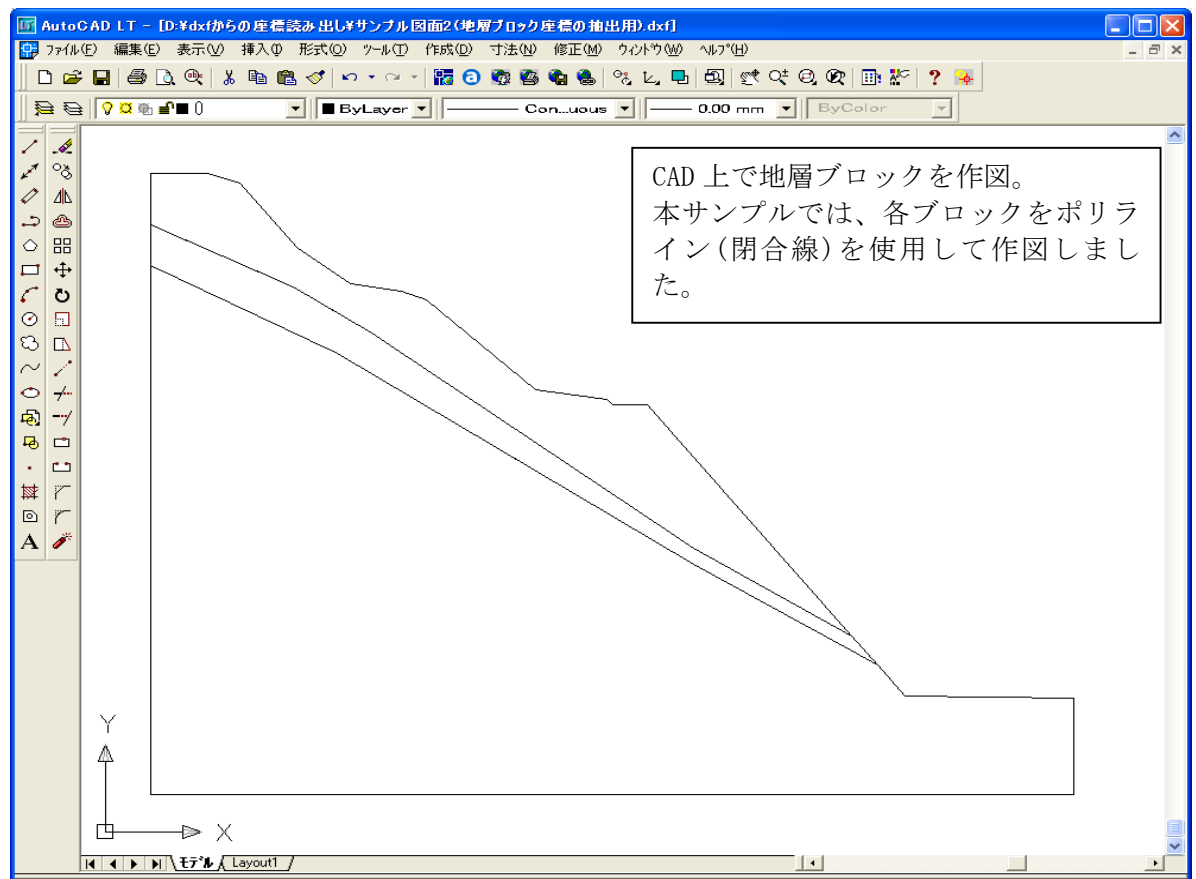 AutoCAD LT - [D:¥dxfからの座標読み出し¥サンプル図面2(地層ブロック座標の抽出用).dxf]
ファイル(F) 編集(E) 表示(V) 挿入(I) 形式(O) ツール(T) 作成(D) 寸法(N) 修正(M) ウィンドウ(W) ヘルプ(H)
0 ByLayer Con...uous 0.00 mm ByColor
CAD 上で地層ブロックを作図。
本サンプルでは、各ブロックをポリラ
イン(閉合線)を使用して作図しまし
た。
A
Y
X
モデル Layout1